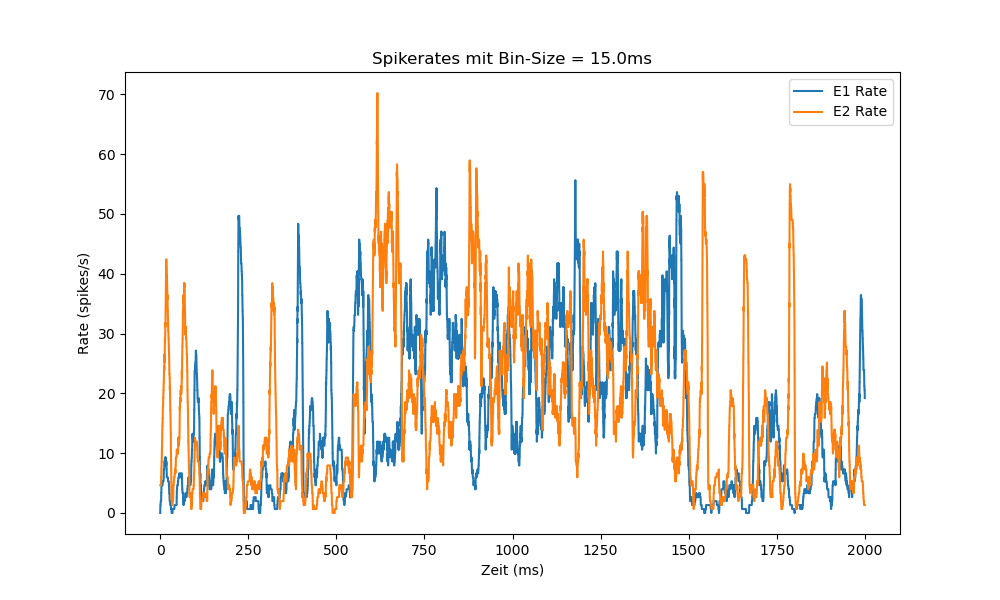 Spikerates mit Bin-Size = 15.0ms
E1 Rate
E2 Rate
70
60
50
40
30
20
10
0
Rate (spikes/s)
0 250 500 750 1000 1250 1500 1750 2000
Zeit (ms)